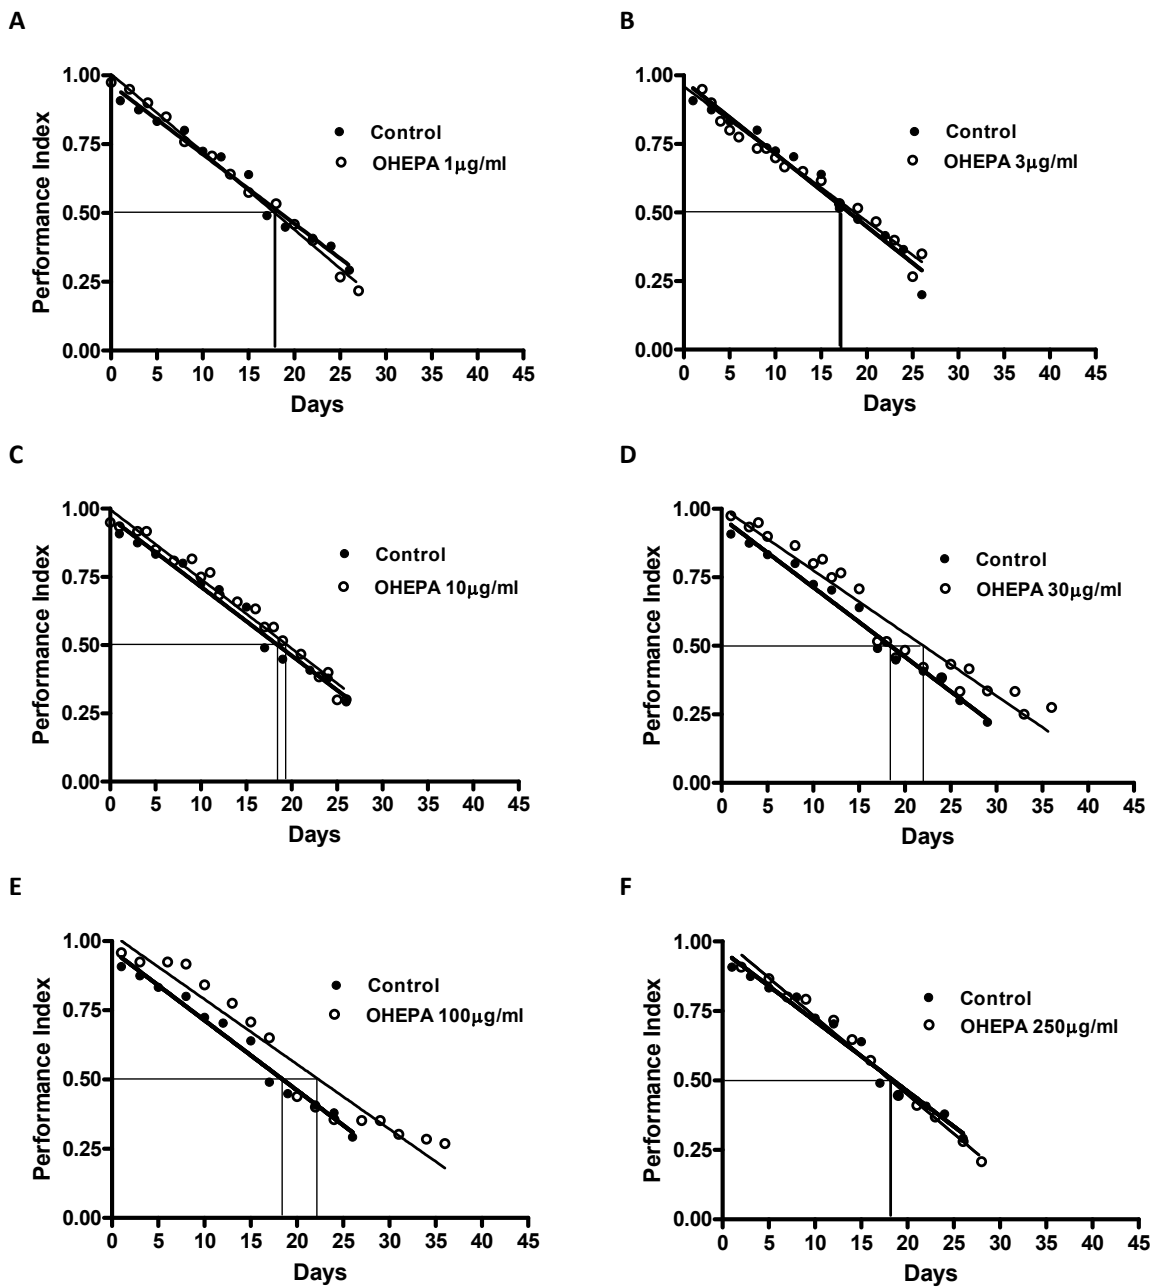 A
Performance Index
1.00
0.75
0.50
0.25
0.00
Control
OHEPA 1μg/ml
0 5 10 15 20 25 30 35 40 45
Days
B
1.00
0.75
0.50
0.25
0.00
Control
OHEPA 3μg/ml
0 5 10 15 20 25 30 35 40 45
Days
C
Performance Index
1.00
0.75
0.50
0.25
0.00
Control
OHEPA 10μg/ml
0 5 10 15 20 25 30 35 40 45
Days
D
Performance Index
1.00
0.75
0.50
0.25
0.00
Control
OHEPA 30μg/ml
0 5 10 15 20 25 30 35 40 45
Days
E
Performance Index
1.00
0.75
0.50
0.25
0.00
Control
OHEPA 100μg/ml
0 5 10 15 20 25 30 35 40 45
Days
F
Performance Index
1.00
0.75
0.50
0.25
0.00
Control
OHEPA 250μg/ml
0 5 10 15 20 25 30 35 40 45
Days